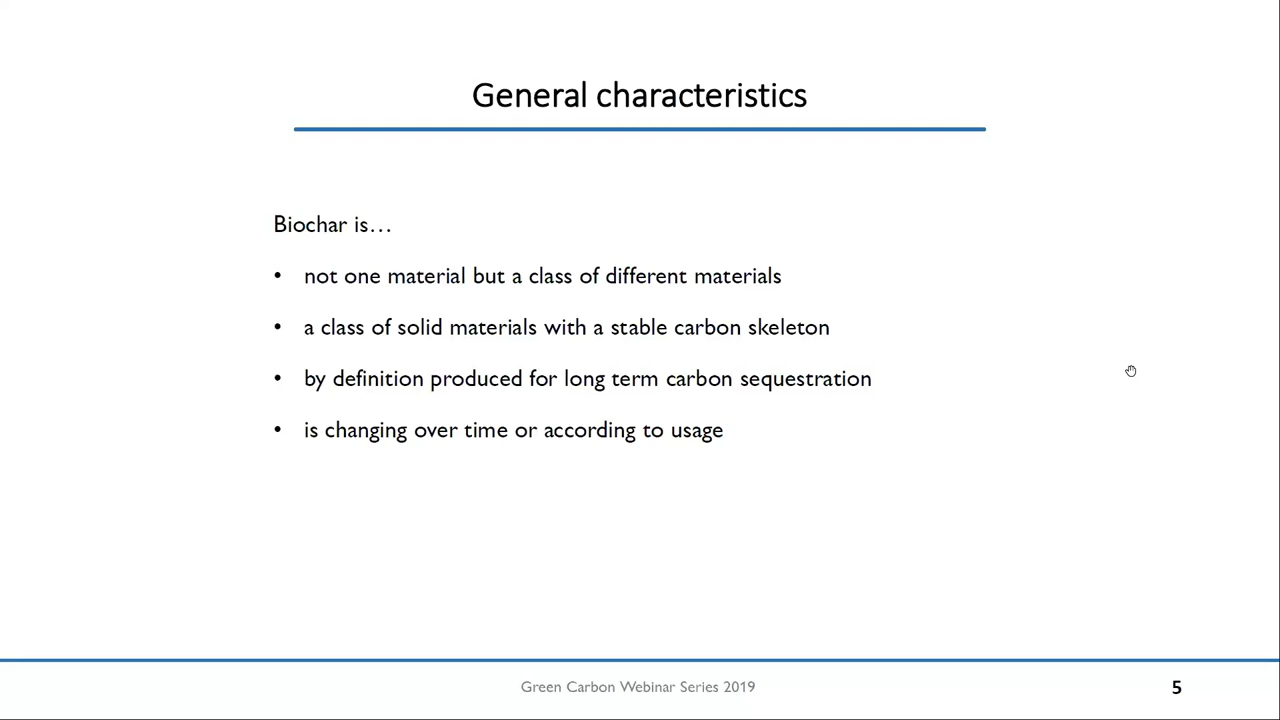 General characteristics
Biochar is…
• not one material but a class of different materials
• a class of solid materials with a stable carbon skeleton
• by definition produced for long term carbon sequestration
• is changing over time or according to usage
Green Carbon Webinar Series 2019
5